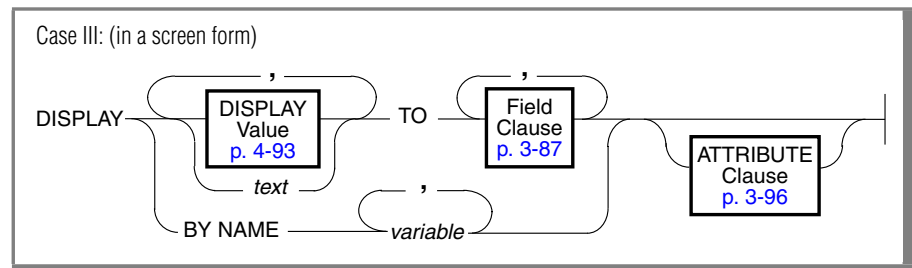 Case III: (in a screen form)
, ,
DISPLAY DISPLAY Value p. 4-93 TO Field Clause p. 3-87
text
ATTRIBUTE Clause p. 3-96
,
BY NAME variable